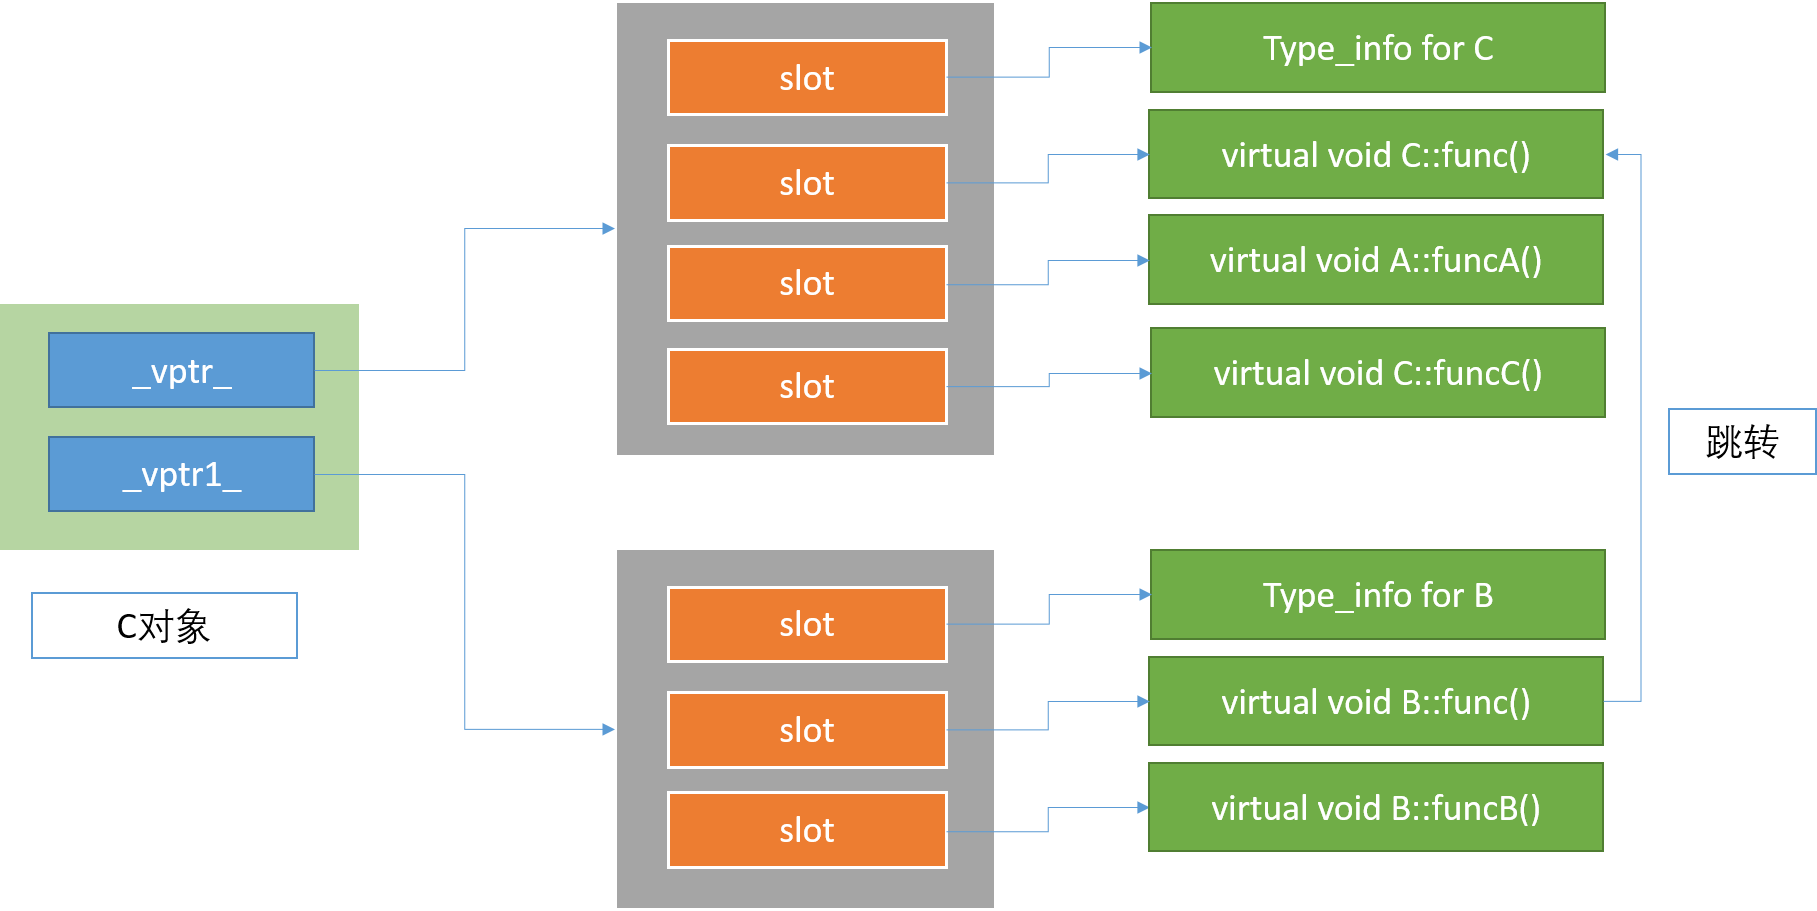 slot
Type_info for C
slot
virtual void C::func()
slot
virtual void A::funcA()
slot
virtual void C::funcC()
_vptr_
_vptr1_
跳转
C对象
slot
Type_info for B
slot
virtual void B::func()
slot
virtual void B::funcB()